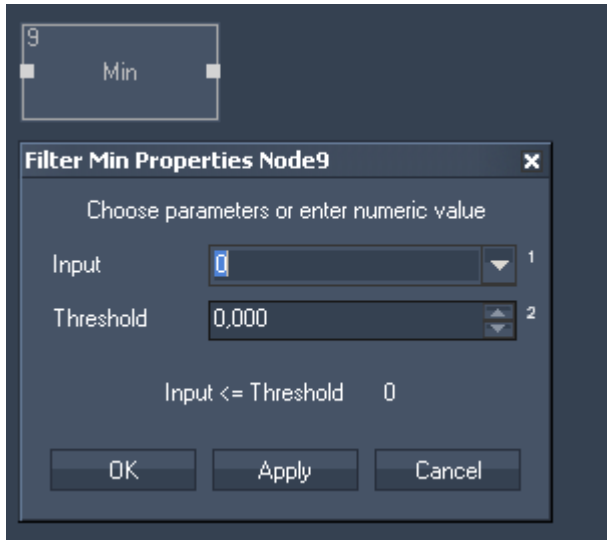 9
Min
Filter Min Properties Node9 x
Choose parameters or enter numeric value
Input 0 1
Threshold 0,000 2
Input <= Threshold 0
OK Apply Cancel